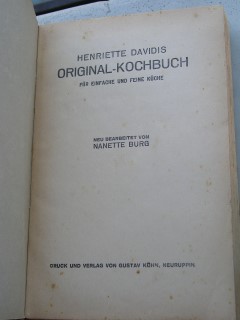 HENRIETTE DAVIDIS
ORIGINAL-KOCHBUCH
FÜR EINFACHE UND FEINE KÜCHE
NEU BEARBEITET VON
NANETTE BURG
DRUCK UND VERLAG VON GUSTAV KÜHN, NEURUPPIN